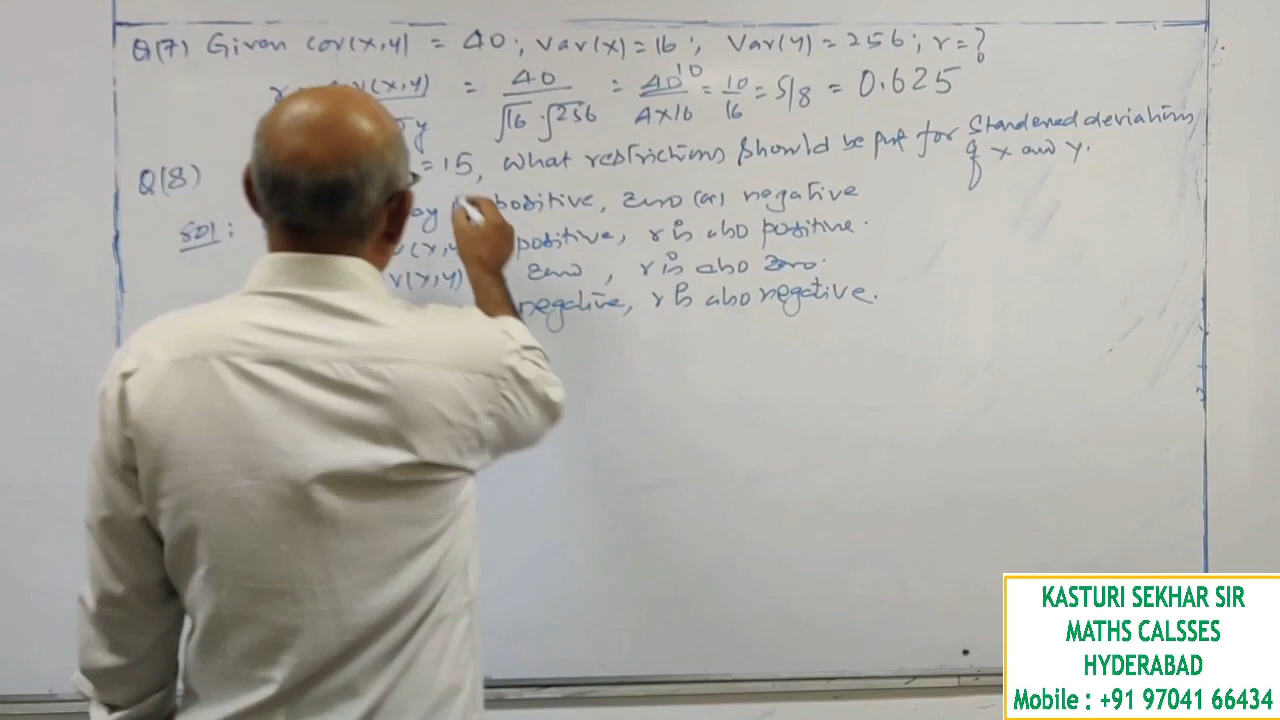 Q(7) Given Cov(x,y) = 40; Var(x) = 16; Var(y) = 256; r = ?
(x,y) = 40 / √16 · √256 = 40 10 / 4 × 16 = 10/16 = 5/8 = 0.625
y
Q(8) = 15, What restrictions should be put for Standered deviations of x and y.
Sol: positive, zero (or) negative
(x, positive, r is also positive.
(x,y) zero, r is also zero.
negative, r is also negative.
KASTURI SEKHAR SIR
MATHS CALSSES
HYDERABAD
Mobile : +91 97041 66434